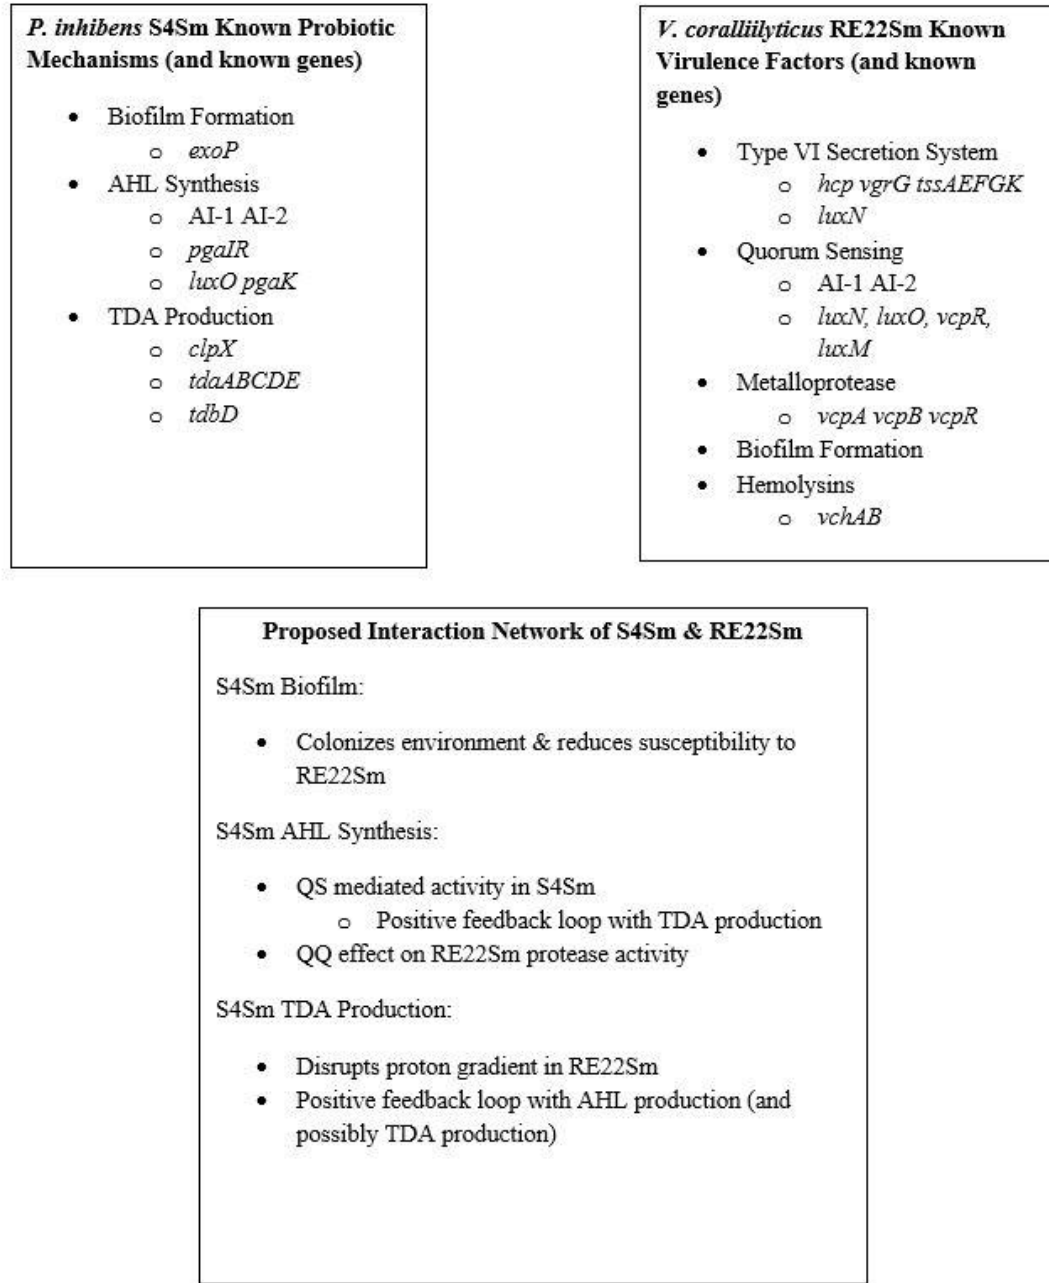 P. inhibens S4Sm Known Probiotic
Mechanisms (and known genes)
• Biofilm Formation
o exoP
• AHL Synthesis
o AI-1 AI-2
o pgaIR
o luxO pgaK
• TDA Production
o clpX
o tdaABCDE
o tdbD
V. coralliilyticus RE22Sm Known
Virulence Factors (and known
genes)
• Type VI Secretion System
o hcp vgrG tssAEFGK
o luxN
• Quorum Sensing
o AI-1 AI-2
o luxN, luxO, vcpR,
luxM
• Metalloprotease
o vcpA vcpB vcpR
• Biofilm Formation
• Hemolysins
o vchAB
Proposed Interaction Network of S4Sm & RE22Sm
S4Sm Biofilm:
• Colonizes environment & reduces susceptibility to
RE22Sm
S4Sm AHL Synthesis:
• QS mediated activity in S4Sm
o Positive feedback loop with TDA production
• QQ effect on RE22Sm protease activity
S4Sm TDA Production:
• Disrupts proton gradient in RE22Sm
• Positive feedback loop with AHL production (and
possibly TDA production)